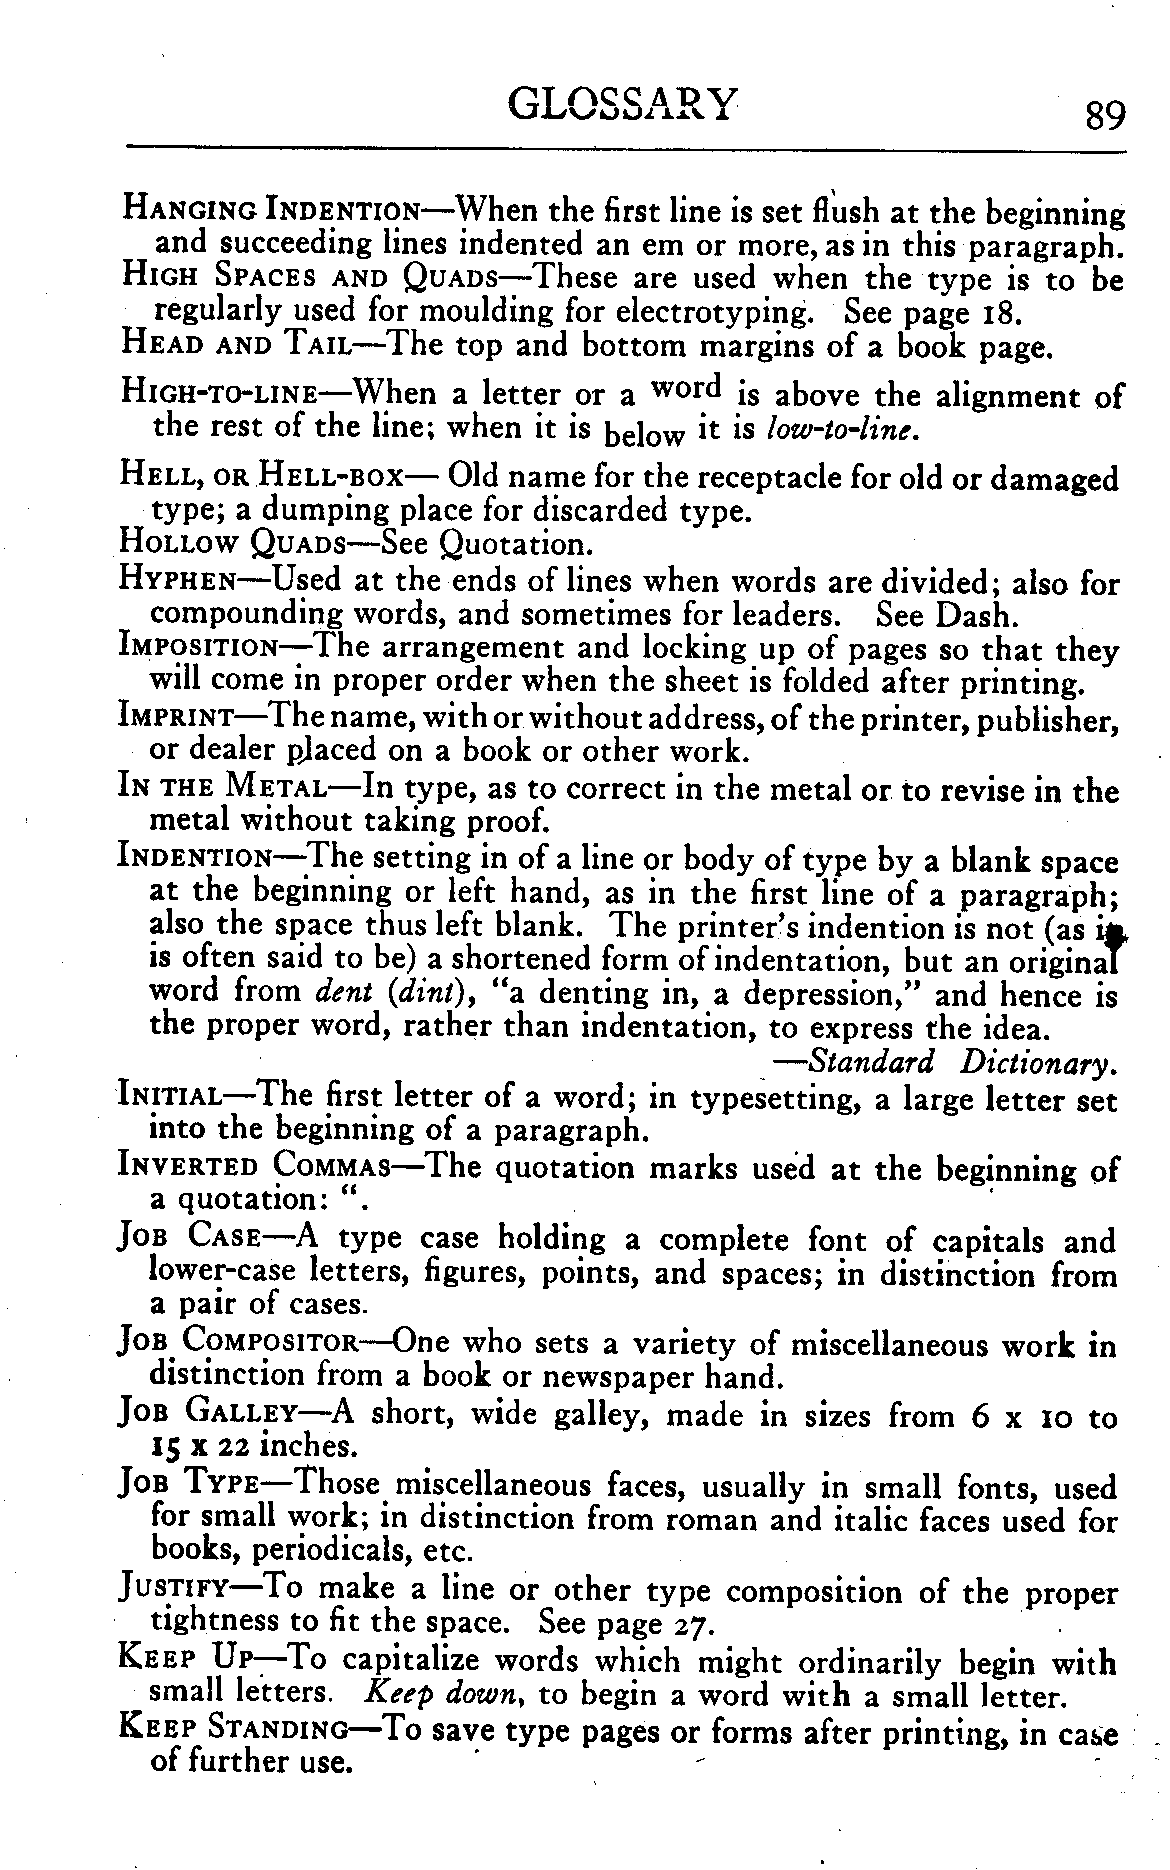 GLOSSARY
89
HANGING INDENTION—When the first line is set flush at the beginning
and succeeding lines indented an em or more, as in this paragraph.
HIGH SPACES AND QUADS—These are used when the type is to be
regularly used for moulding for electrotyping. See page 18.
HEAD AND TAIL—The top and bottom margins of a book page.
HIGH-TO-LINE—When a letter or a word is above the alignment of
the rest of the line; when it is below it is low-to-line.
HELL, OR HELL-BOX— Old name for the receptacle for old or damaged
type; a dumping place for discarded type.
HOLLOW QUADS—See Quotation.
HYPHEN—Used at the ends of lines when words are divided; also for
compounding words, and sometimes for leaders. See Dash.
IMPOSITION—The arrangement and locking up of pages so that they
will come in proper order when the sheet is folded after printing.
IMPRINT—The name, with or without address, of the printer, publisher,
or dealer placed on a book or other work.
IN THE METAL—In type, as to correct in the metal or to revise in the
metal without taking proof.
INDENTION—The setting in of a line or body of type by a blank space
at the beginning or left hand, as in the first line of a paragraph;
also the space thus left blank. The printer's indention is not (as it
is often said to be) a shortened form of indentation, but an original
word from dent (dint), "a denting in, a depression," and hence is
the proper word, rather than indentation, to express the idea.
—Standard Dictionary.
INITIAL—The first letter of a word; in typesetting, a large letter set
into the beginning of a paragraph.
INVERTED COMMAS—The quotation marks used at the beginning of
a quotation: “.
JOB CASE—A type case holding a complete font of capitals and
lower-case letters, figures, points, and spaces; in distinction from
a pair of cases.
JOB COMPOSITOR—One who sets a variety of miscellaneous work in
distinction from a book or newspaper hand.
JOB GALLEY—A short, wide galley, made in sizes from 6 x 10 to
15 x 22 inches.
JOB TYPE—Those miscellaneous faces, usually in small fonts, used
for small work; in distinction from roman and italic faces used for
books, periodicals, etc.
JUSTIFY—To make a line or other type composition of the proper
tightness to fit the space. See page 27.
KEEP UP—To capitalize words which might ordinarily begin with
small letters. Keep down, to begin a word with a small letter.
KEEP STANDING—To save type pages or forms after printing, in case
of further use.